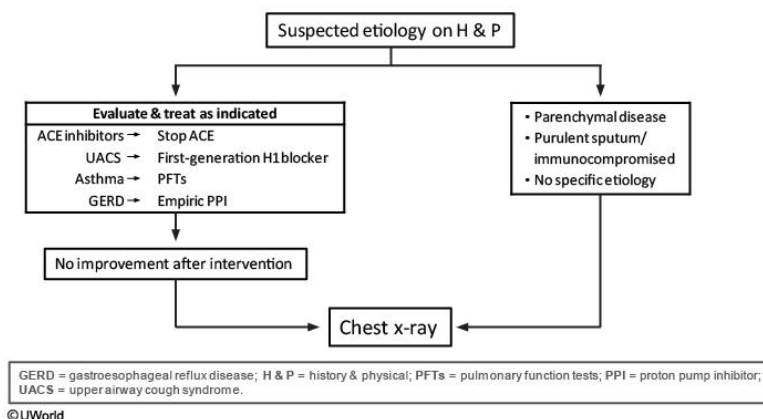 Suspected etiology on H & P
Evaluate & treat as indicated
ACE inhibitors → Stop ACE
UACS → First-generation H1 blocker
Asthma → PFTs
GERD → Empiric PPI
No improvement after intervention
• Parenchymal disease
• Purulent sputum/
immunocompromised
• No specific etiology
Chest x-ray
GERD = gastroesophageal reflux disease; H & P = history & physical; PFTs = pulmonary function tests; PPI = proton pump inhibitor;
UACS = upper airway cough syndrome.
©UWorld